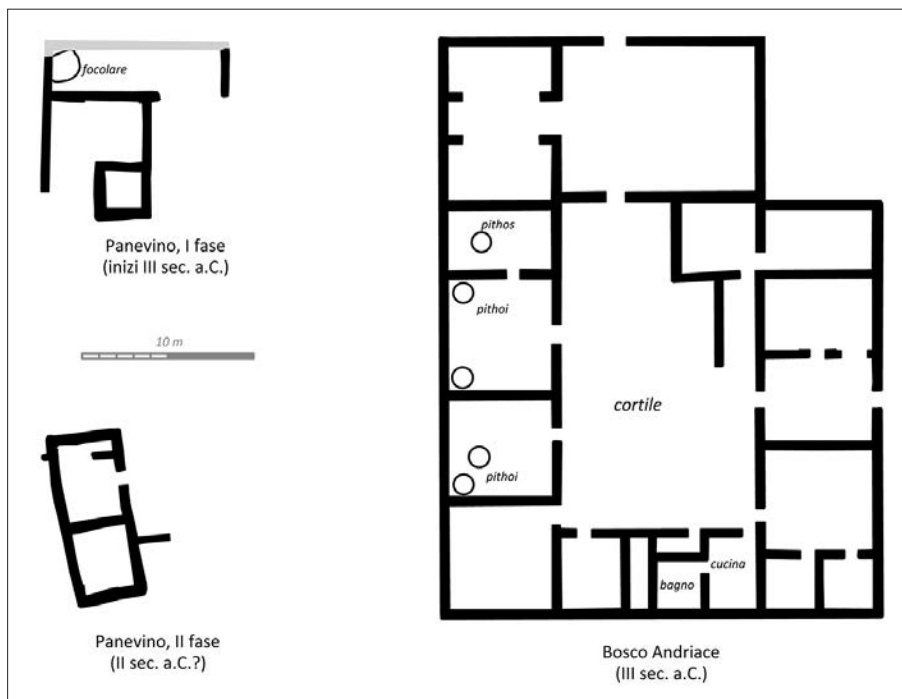 focolare
Panevino, I fase
(inizi III sec. a.C.)
10 m
Panevino, II fase
(II sec. a.C.?)
pithos
pithoi
cortile
pithoi
cucina
bagno
Bosco Andriace
(III sec. a.C.)